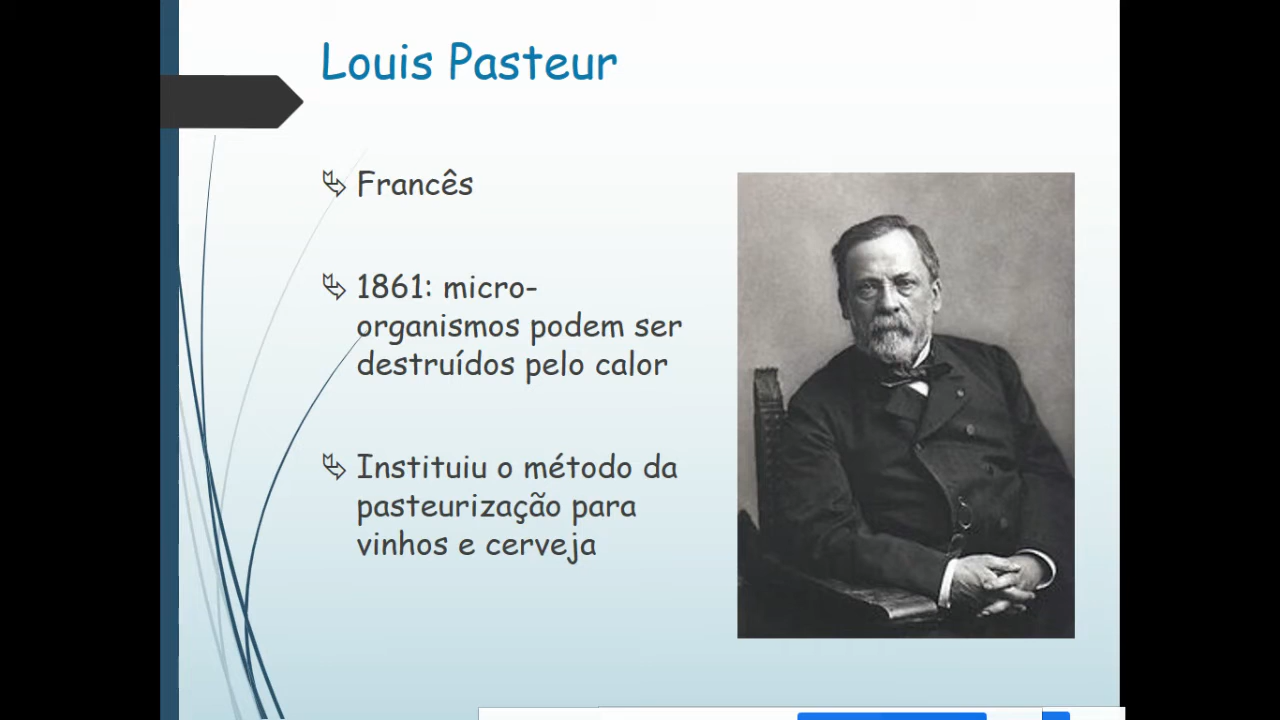 Louis Pasteur
Francês
1861: micro-
organismos podem ser
destruídos pelo calor
Instituiu o método da
pasteurização para
vinhos e cerveja